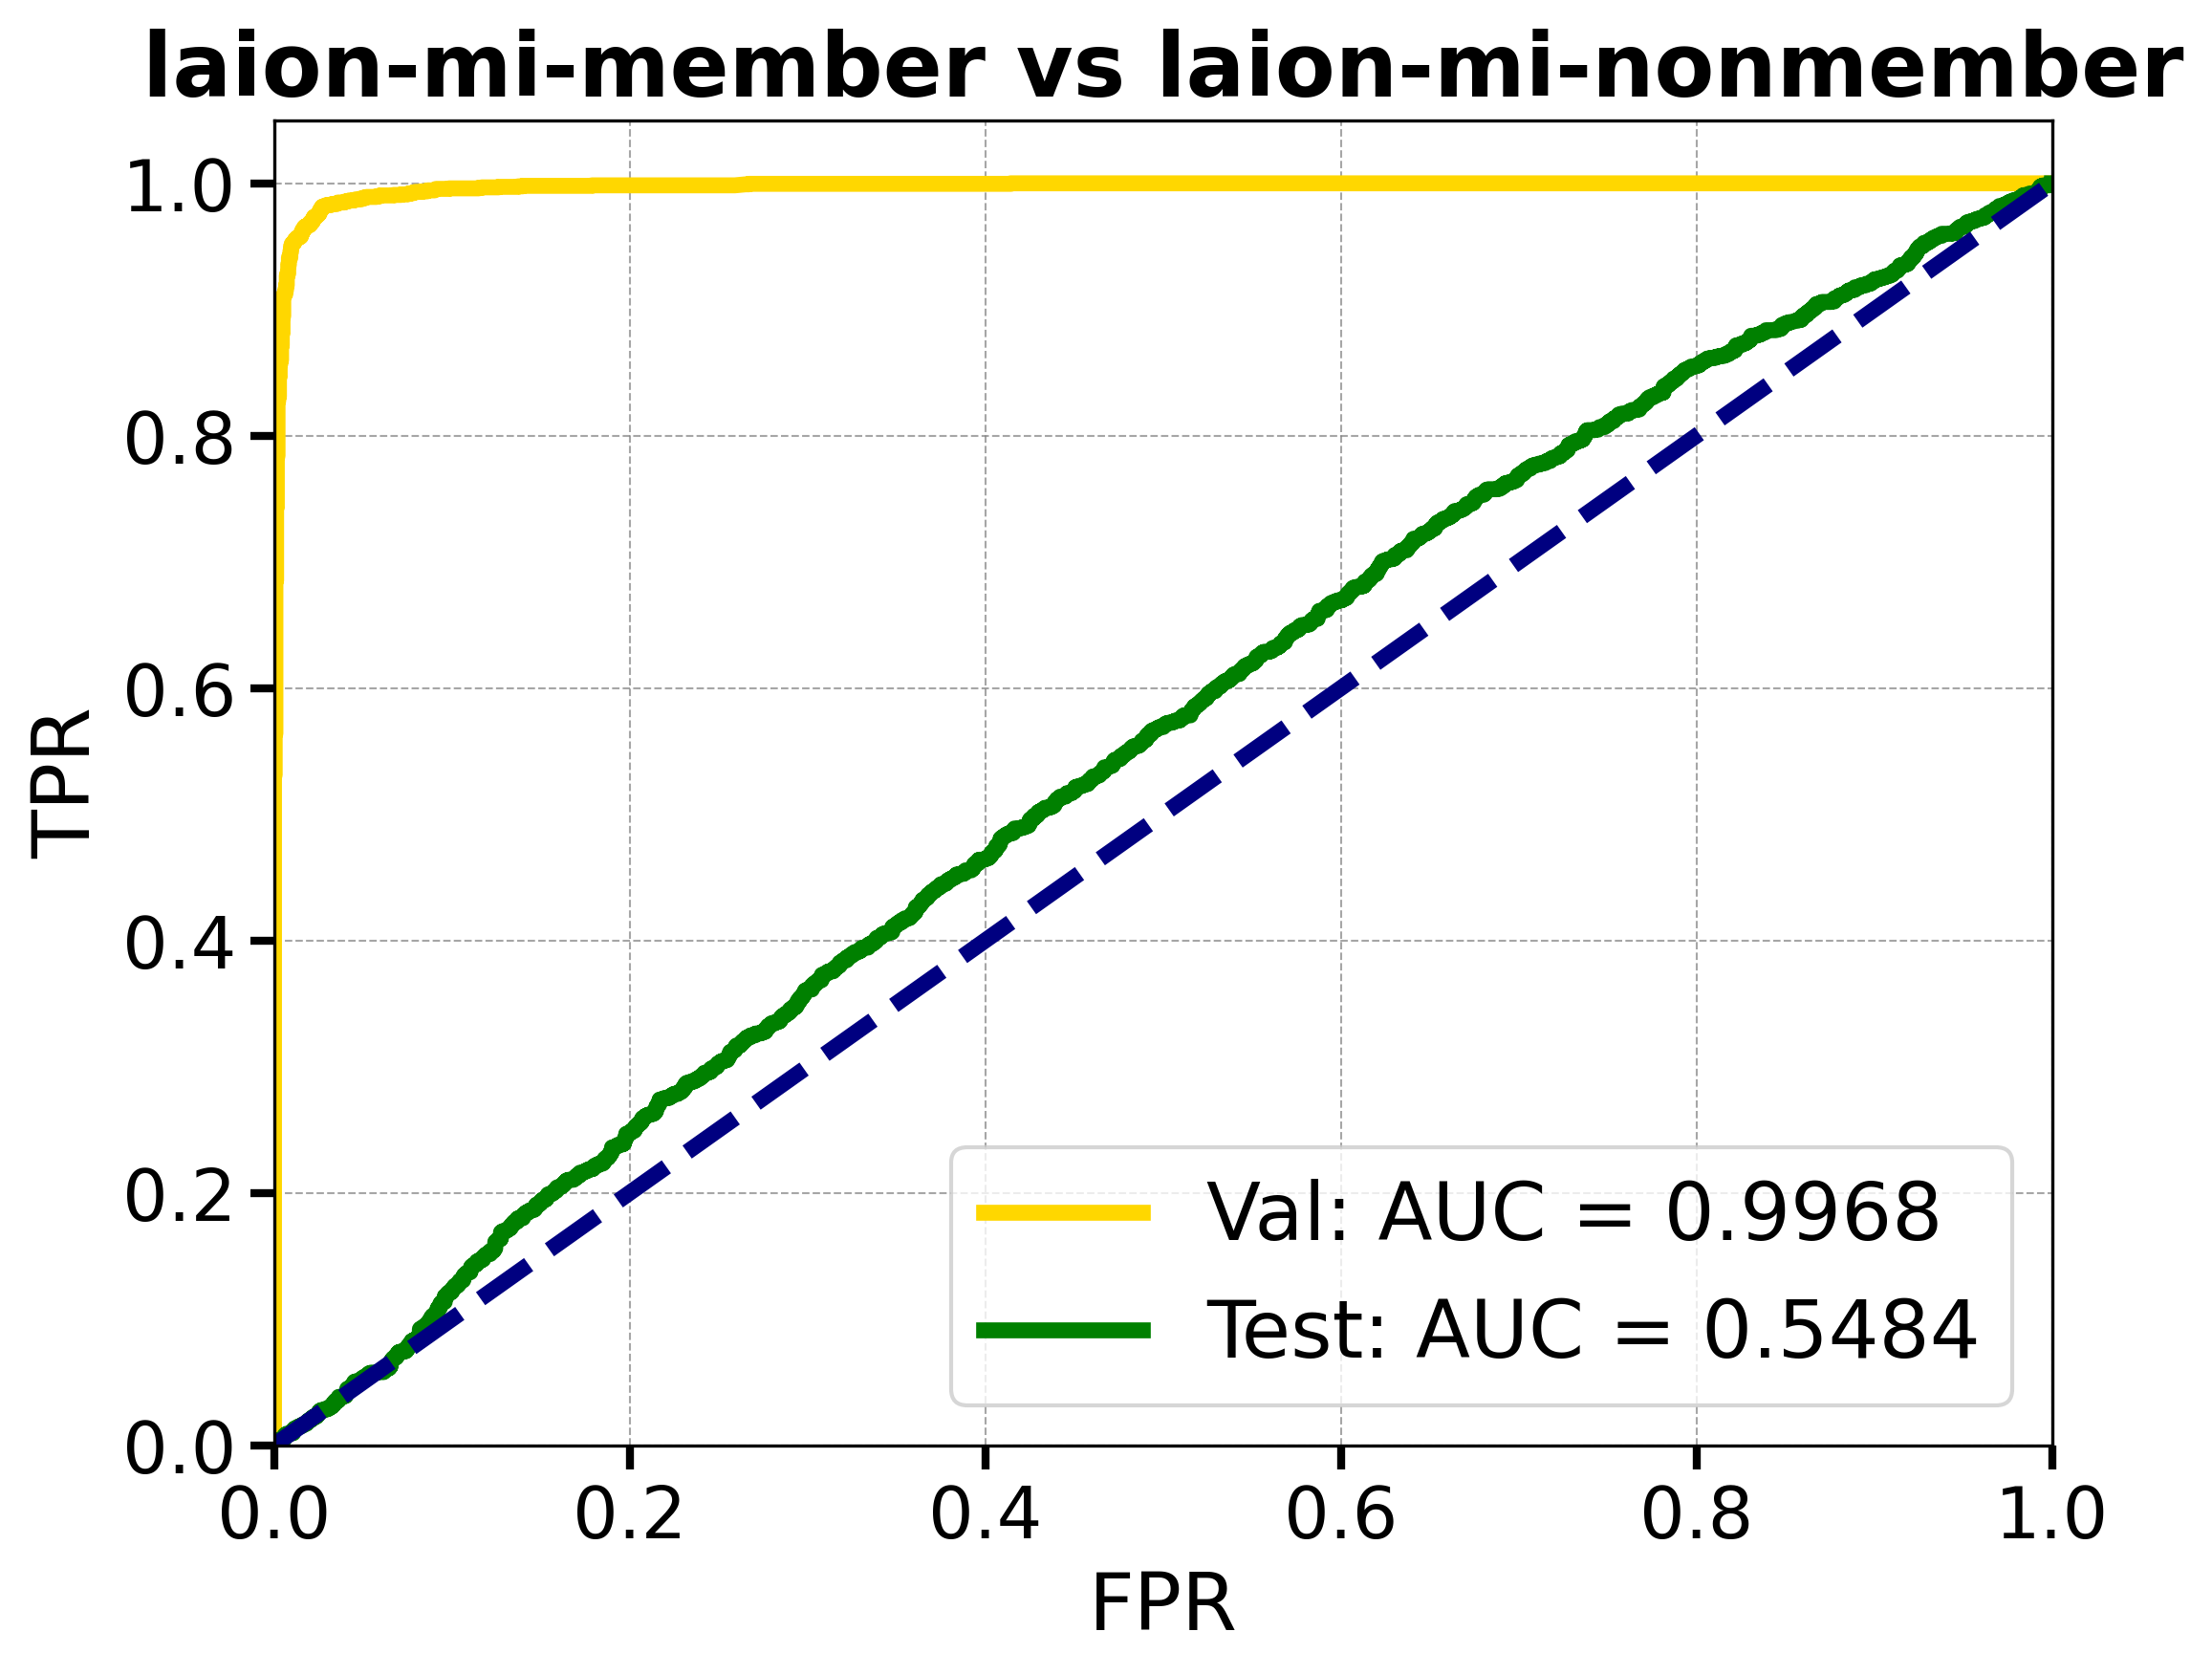 laion-mi-member vs laion-mi-nonmember
1.0
0.8
0.6
0.4
0.2
0.0
TPR
Val: AUC = 0.9968
Test: AUC = 0.5484
0.0 0.2 0.4 0.6 0.8 1.0
FPR